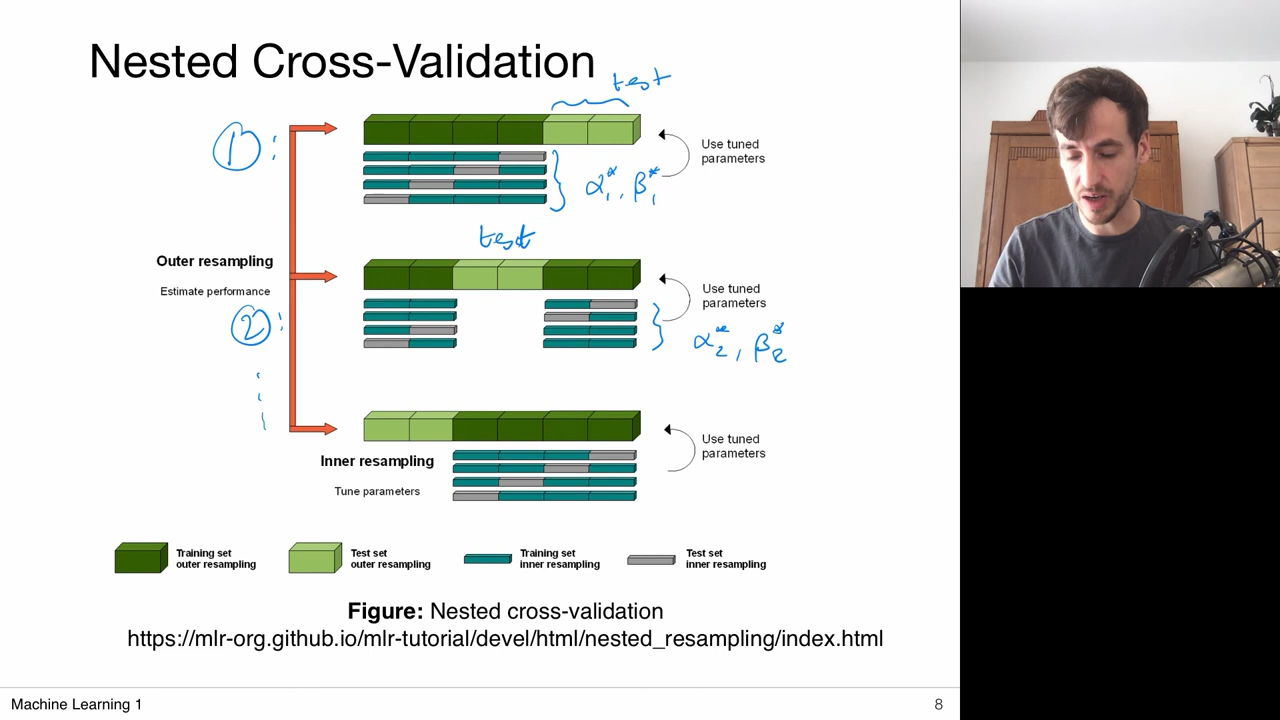 Nested Cross-Validation
test
1 :
Use tuned
parameters
α₁*, β₁*
test
Outer resampling
Estimate performance
Use tuned
parameters
2 :
α₂*, β₂*
Use tuned
parameters
Inner resampling
Tune parameters
Training set
outer resampling
Test set
outer resampling
Training set
inner resampling
Test set
inner resampling
Figure: Nested cross-validation
https://mlr-org.github.io/mlr-tutorial/devel/html/nested_resampling/index.html
Machine Learning 1
8